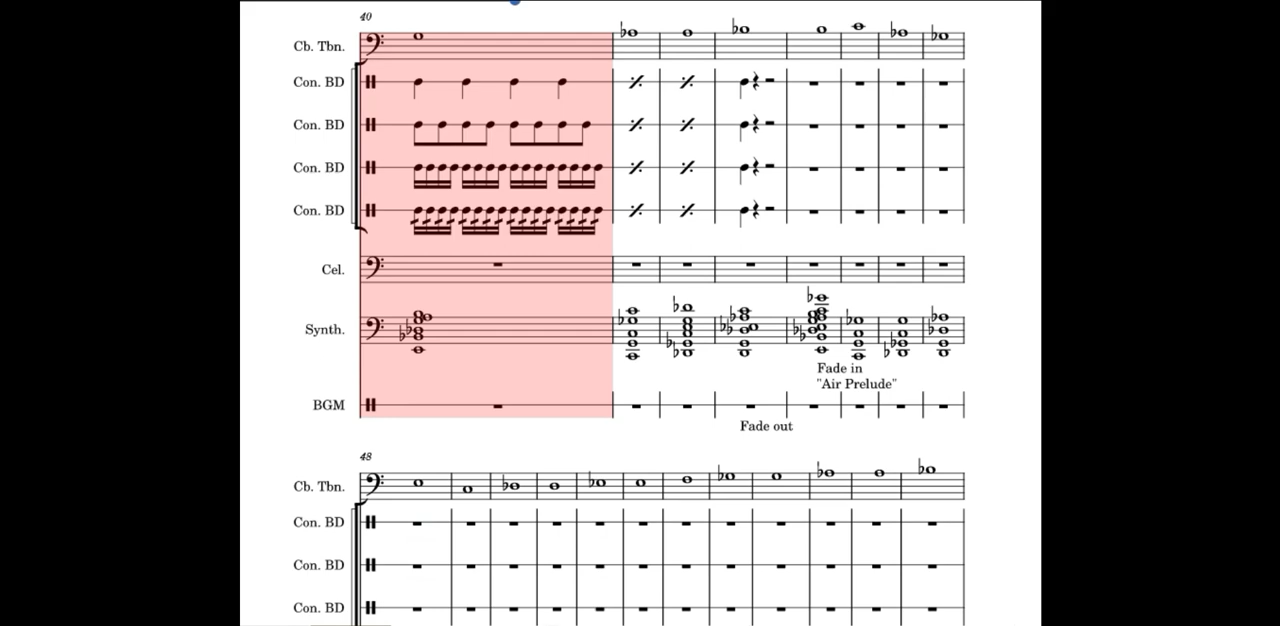 40
Cb. Tbn.
Con. BD
Con. BD
Con. BD
Con. BD
Cel.
Synth.
Fade in
"Air Prelude"
BGM
Fade out
48
Cb. Tbn.
Con. BD
Con. BD
Con. BD